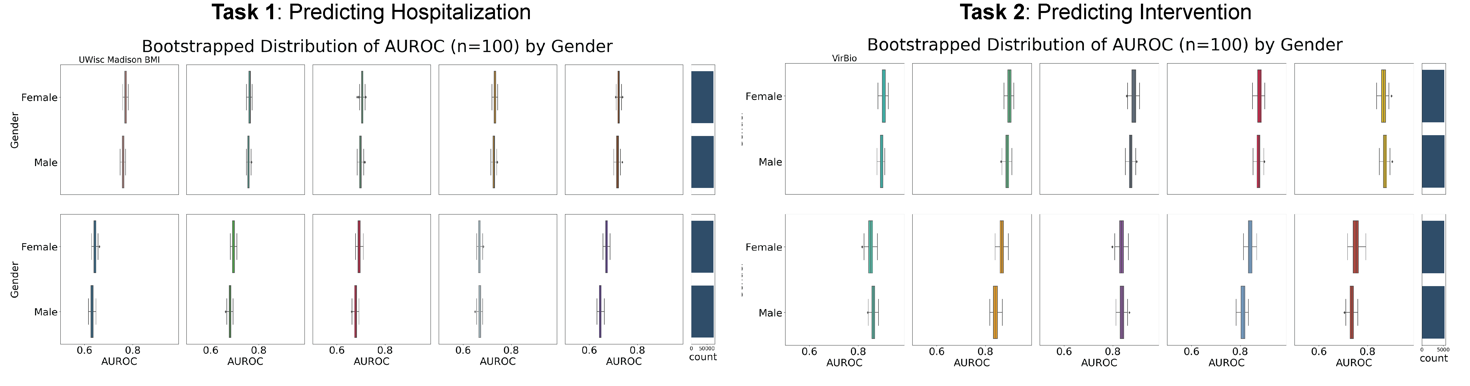 Task 1: Predicting Hospitalization
Bootstrapped Distribution of AUROC (n=100) by Gender
UWisc Madison BMI
Gender
Female
Male
Gender
Female
Male
0.6 0.8 0.6 0.8 0.6 0.8 0.6 0.8 0.6 0.8 0 50000
AUROC AUROC AUROC AUROC AUROC count
Task 2: Predicting Intervention
Bootstrapped Distribution of AUROC (n=100) by Gender
VirBio
Female
Male
Female
Male
0.6 0.8 0.6 0.8 0.6 0.8 0.6 0.8 0.6 0.8 0 5000
AUROC AUROC AUROC AUROC AUROC count